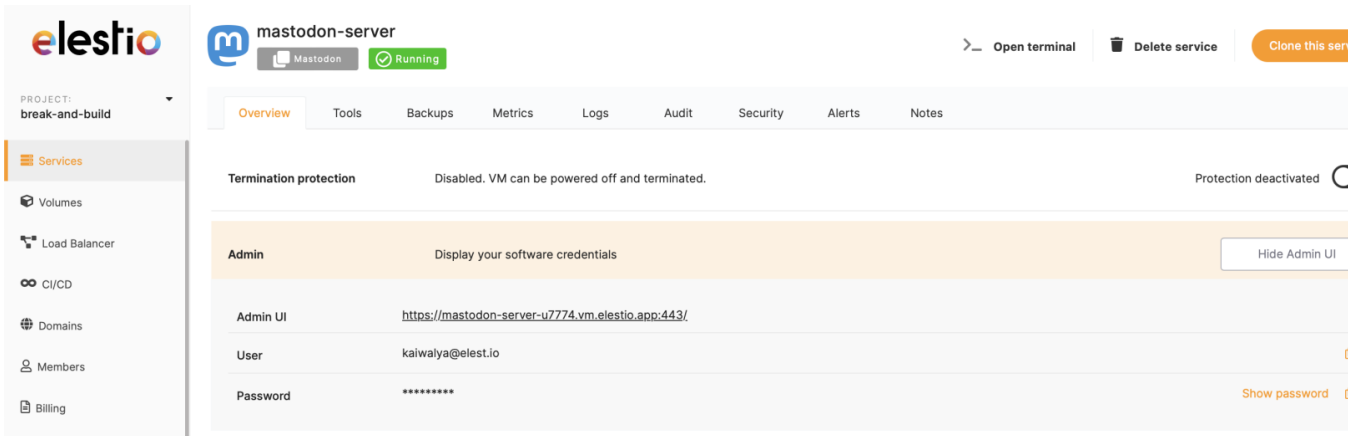 elestio
mastodon-server
Mastodon
Running
>_ Open terminal
Delete service
Clone this ser
PROJECT:
break-and-build
Overview Tools Backups Metrics Logs Audit Security Alerts Notes
Services
Volumes
Load Balancer
CI/CD
Domains
Members
Billing
Termination protection Disabled. VM can be powered off and terminated. Protection deactivated
Admin Display your software credentials Hide Admin UI
Admin UI https://mastodon-server-u7774.vm.elestio.app:443/
User kaiwalya@elest.io
Password ********* Show password